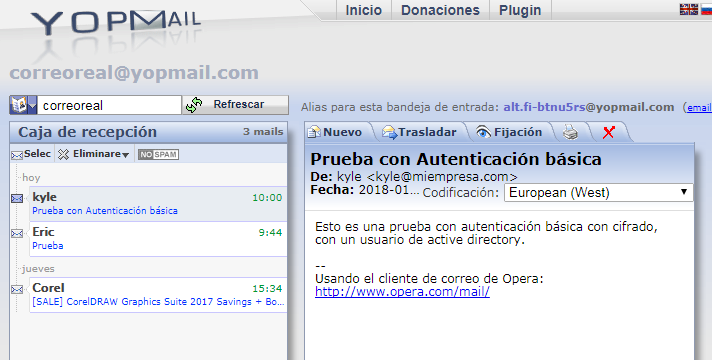 YOPMAIL
Inicio Donaciones Plugin
correoreal@yopmail.com
correoreal Refrescar
Alias para esta bandeja de entrada: alt.fi-btnu5rs@yopmail.com (email
Caja de recepción 3 mails
Selec Eliminare NO SPAM
hoy
kyle 10:00
Prueba con Autenticación básica
Eric 9:44
Prueba
jueves
Corel 15:34
[SALE] CorelDRAW Graphics Suite 2017 Savings + Bo...
Nuevo Trasladar Fijación
Prueba con Autenticación básica
De: kyle <kyle@miempresa.com>
Fecha: 2018-01... Codificación: European (West)
Esto es una prueba con autenticación básica con cifrado,
con un usuario de active directory.
--
Usando el cliente de correo de Opera:
http://www.opera.com/mail/